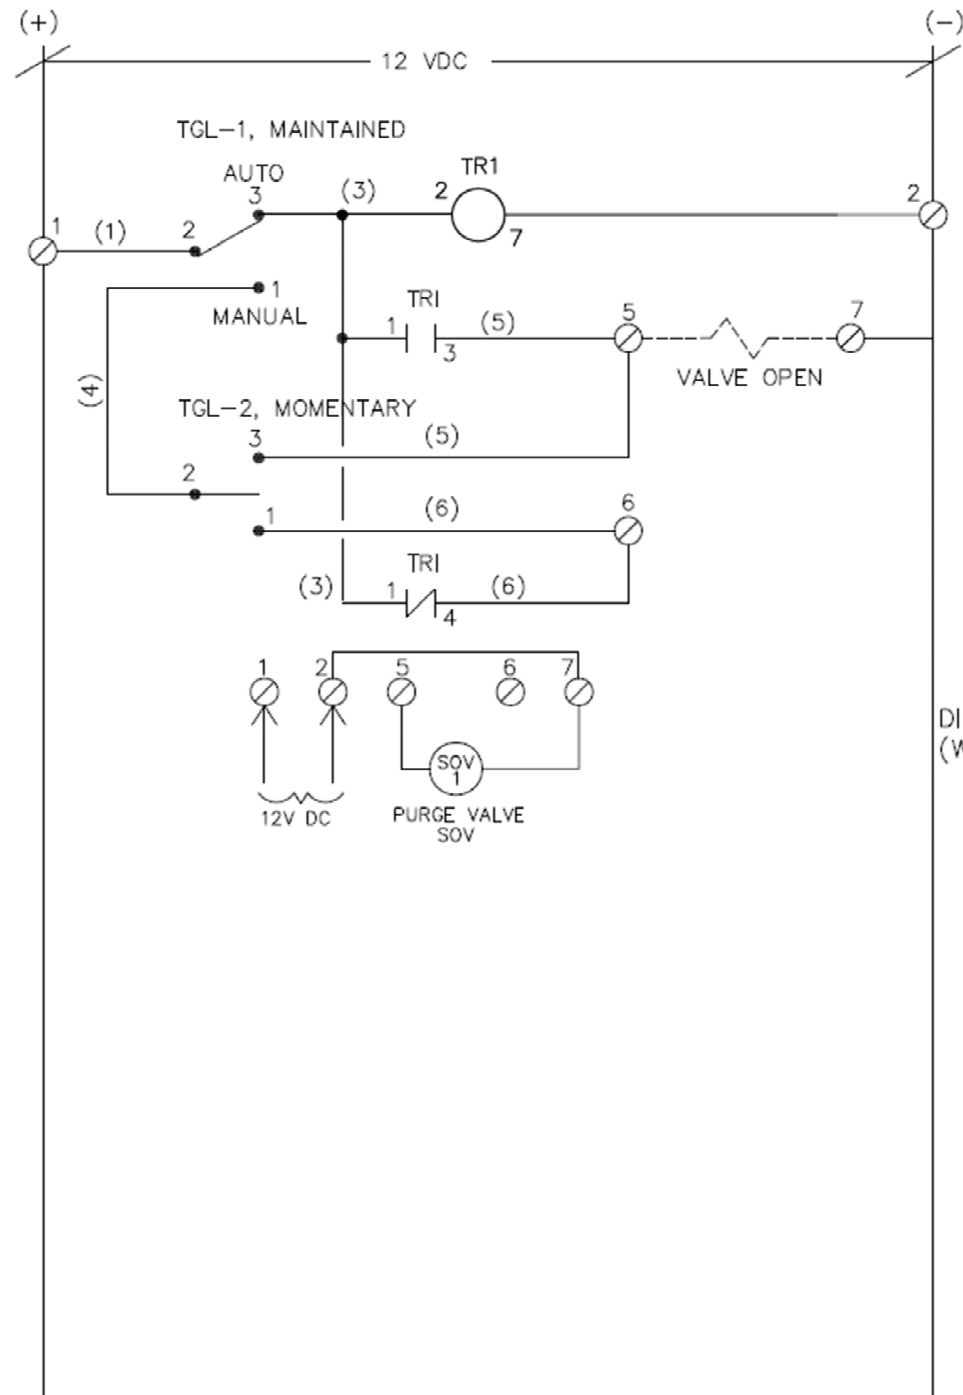 (+) (-)
12 VDC
TGL-1, MAINTAINED
AUTO
TR1
3 (3) 2 2
1 (1) 2 7
1
MANUAL
TRI
1 3 (5) 5 7
VALVE OPEN
(4)
TGL-2, MOMENTARY
3 (5)
2
1 (6) 6
TRI
(3) 1 4 (6)
1 2 5 6 7
DI
(W
SOV
1
12V DC
PURGE VALVE
SOV